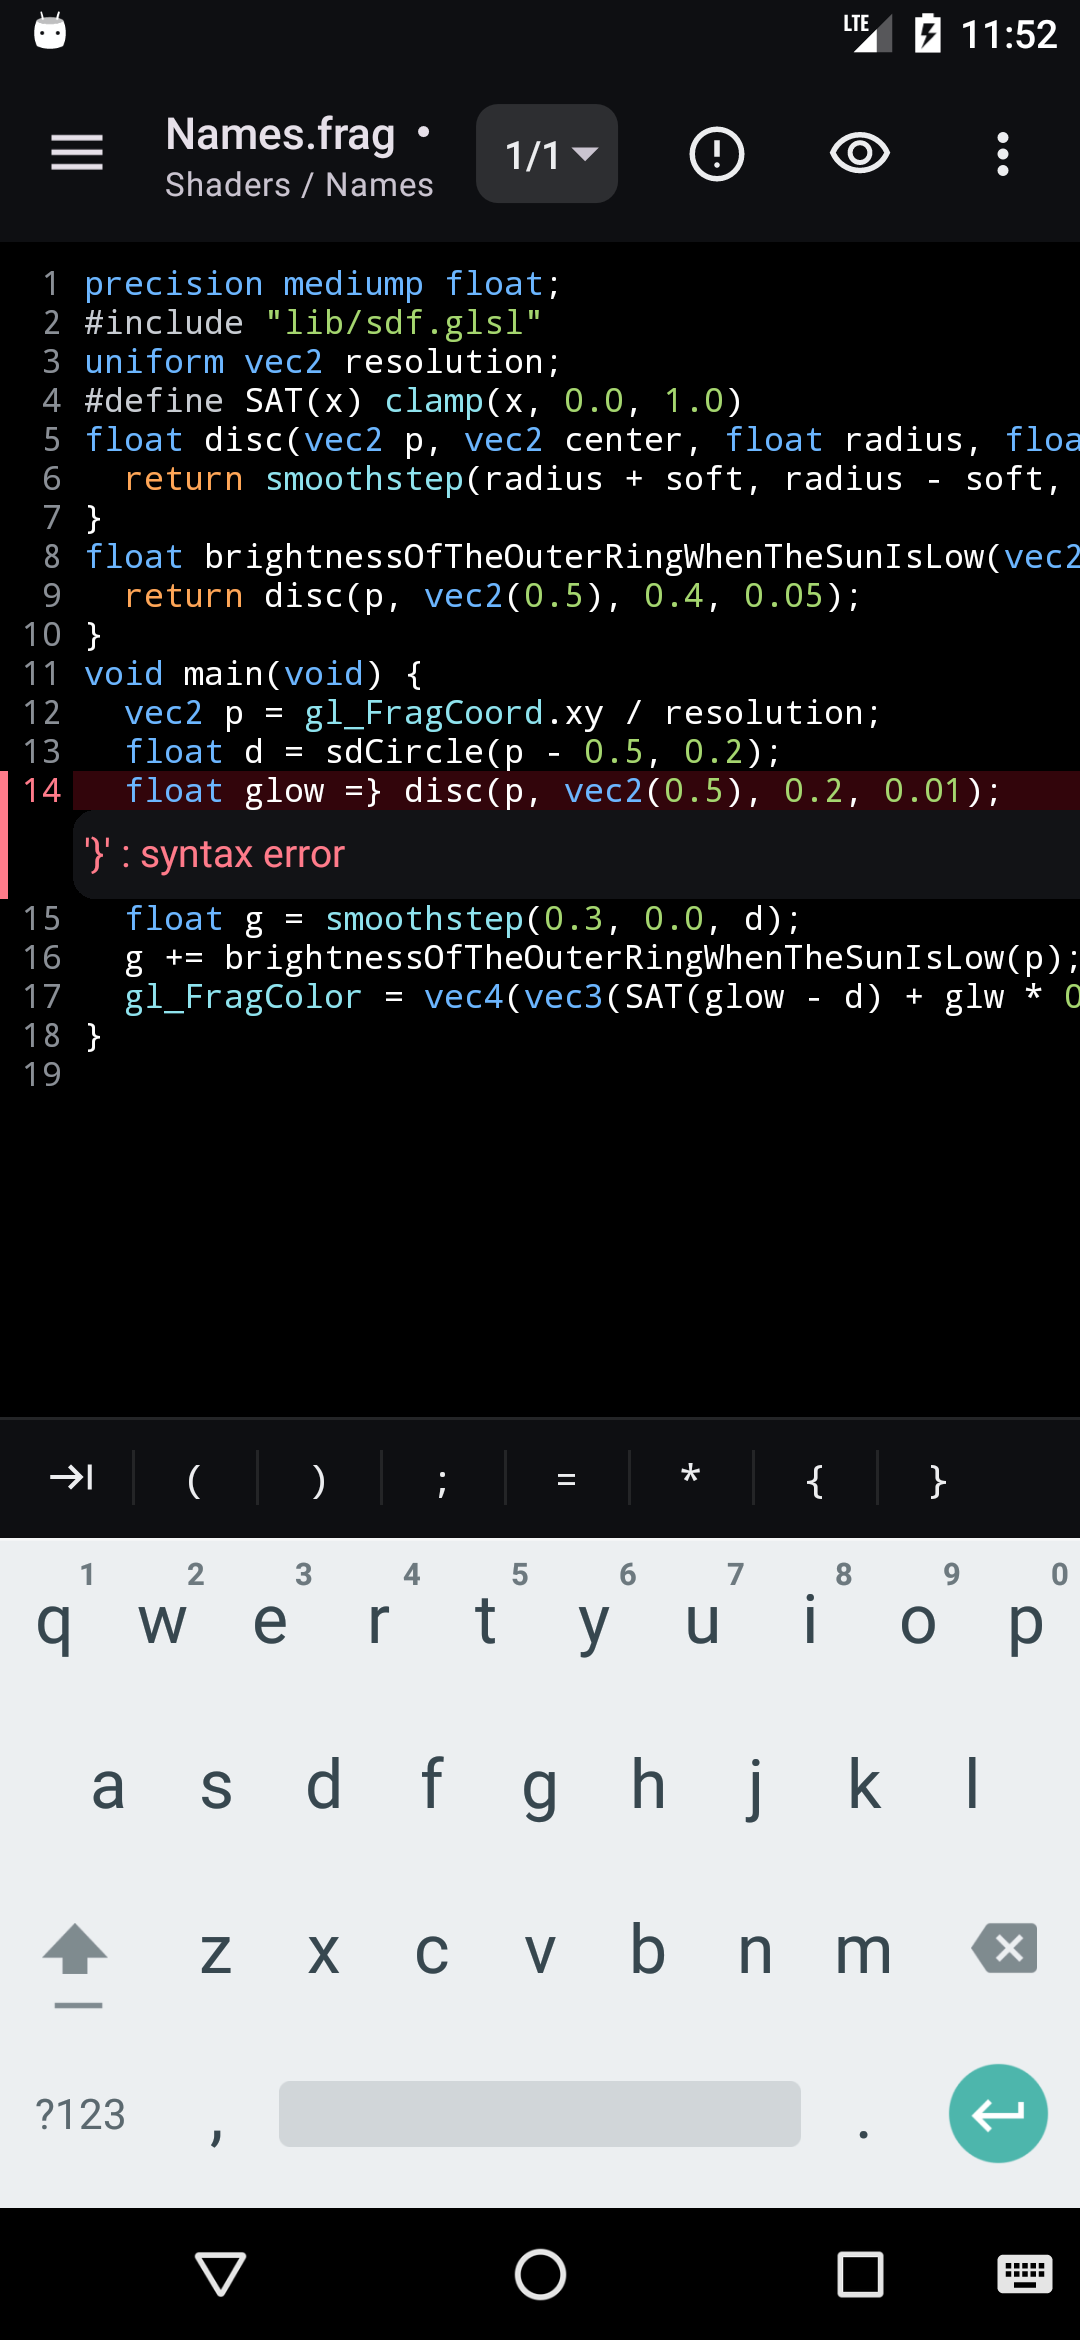 LTE 11:52
Names.frag •
Shaders / Names
1/1
1 precision mediump float;
2 #include "lib/sdf.glsl"
3 uniform vec2 resolution;
4 #define SAT(x) clamp(x, 0.0, 1.0)
5 float disc(vec2 p, vec2 center, float radius, floa
6   return smoothstep(radius + soft, radius - soft,
7 }
8 float brightnessOfTheOuterRingWhenTheSunIsLow(vec2
9   return disc(p, vec2(0.5), 0.4, 0.05);
10 }
11 void main(void) {
12   vec2 p = gl_FragCoord.xy / resolution;
13   float d = sdCircle(p - 0.5, 0.2);
14   float glow =} disc(p, vec2(0.5), 0.2, 0.01);
'}' : syntax error
15   float g = smoothstep(0.3, 0.0, d);
16   g += brightnessOfTheOuterRingWhenTheSunIsLow(p);
17   gl_FragColor = vec4(vec3(SAT(glow - d) + glw * 0
18 }
19
( ) ; = * { }
1 2 3 4 5 6 7 8 9 0
q w e r t y u i o p
a s d f g h j k l
z x c v b n m
?123 , .